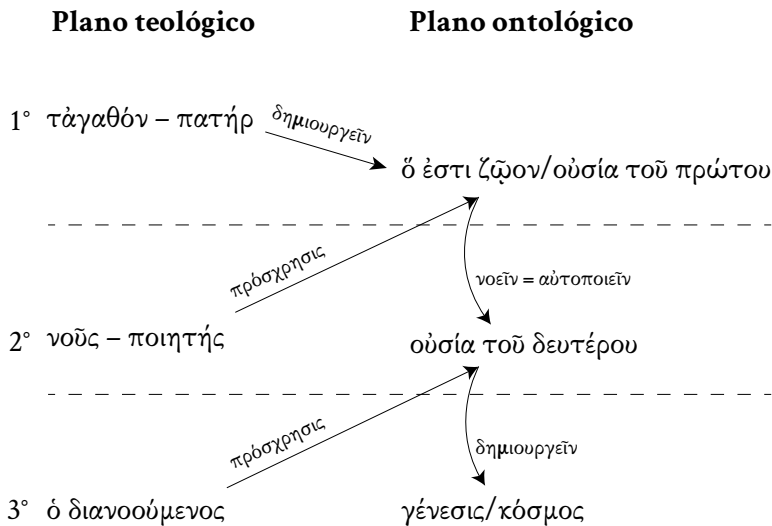 Plano teológico Plano ontológico
1° τἀγαθόν – πατήρ
δημιουργεῖν
ὅ ἐστι ζῷον/οὐσία τοῦ πρώτου
πρόσχρησις
νοεῖν = αὐτοποιεῖν
2° νοῦς – ποιητής
οὐσία τοῦ δευτέρου
πρόσχρησις
δημιουργεῖν
3° ὁ διανοούμενος
γένεσις/κόσμος